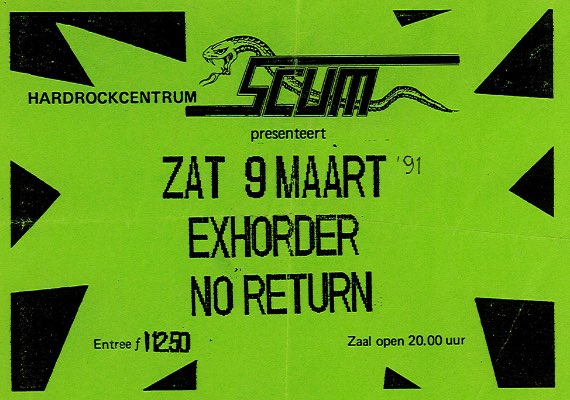 HARDROCKCENTRUM SCUM
presenteert
ZAT 9 MAART '91
EXHORDER
NO RETURN
Entree ƒ 12.50 Zaal open 20.00 uur